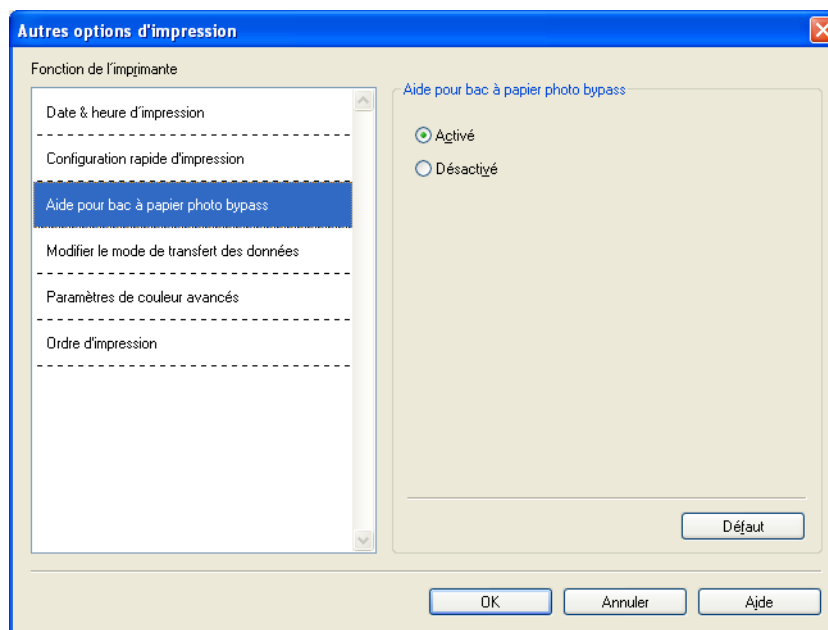 Autres options d'impression
Fonction de l'imprimante
Date & heure d'impression
Configuration rapide d'impression
Aide pour bac à papier photo bypass
Modifier le mode de transfert des données
Paramètres de couleur avancés
Ordre d'impression
Aide pour bac à papier photo bypass
Activé
Désactivé
Défaut
OK
Annuler
Aide